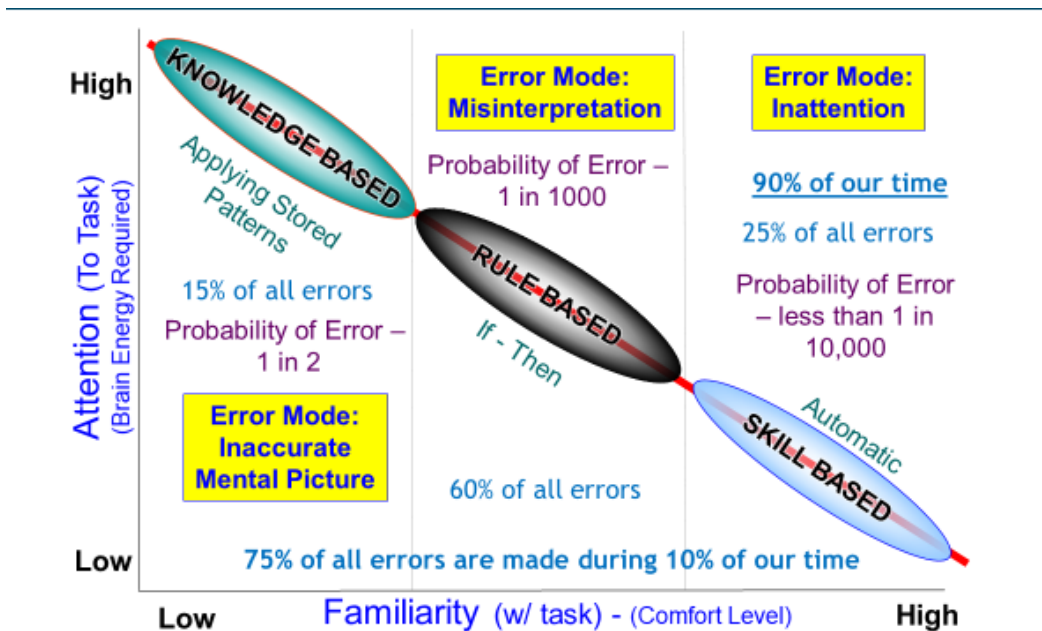 High
Attention (To Task)
(Brain Energy Required)
Low
KNOWLEDGE BASED
Applying Stored
Patterns
15% of all errors
Probability of Error –
1 in 2
Error Mode:
Inaccurate
Mental Picture
Error Mode:
Misinterpretation
Probability of Error –
1 in 1000
RULE BASED
If - Then
60% of all errors
Error Mode:
Inattention
90% of our time
25% of all errors
Probability of Error
– less than 1 in
10,000
Automatic
SKILL BASED
75% of all errors are made during 10% of our time
Low
Familiarity (w/ task) - (Comfort Level)
High